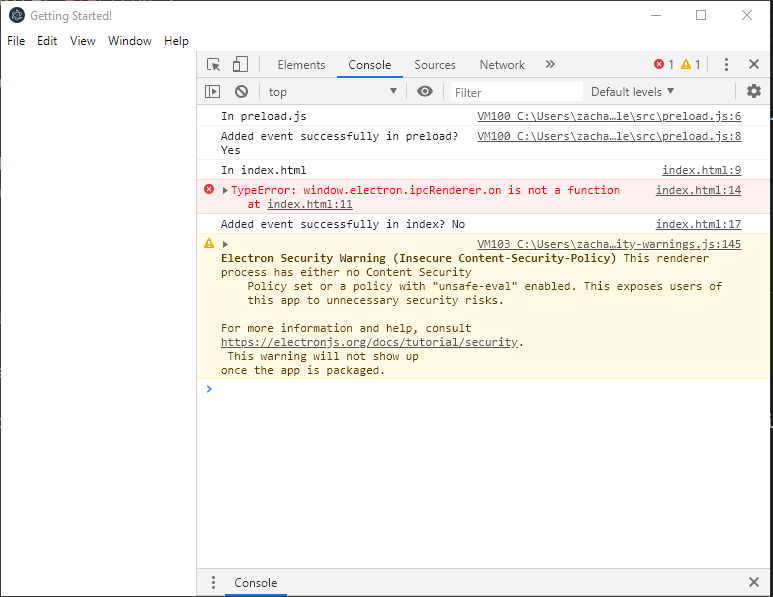 Getting Started!
File Edit View Window Help
Elements Console Sources Network » 1 1
top Filter Default levels
In preload.js VM100 C:\Users\zacha…le\src\preload.js:6
Added event successfully in preload? VM100 C:\Users\zacha…le\src\preload.js:8
Yes
In index.html index.html:9
TypeError: window.electron.ipcRenderer.on is not a function index.html:14
at index.html:11
Added event successfully in index? No index.html:17
VM103 C:\Users\zacha…ity-warnings.js:145
Electron Security Warning (Insecure Content-Security-Policy) This renderer
process has either no Content Security
Policy set or a policy with "unsafe-eval" enabled. This exposes users of
this app to unnecessary security risks.
For more information and help, consult
https://electronjs.org/docs/tutorial/security.
This warning will not show up
once the app is packaged.
Console